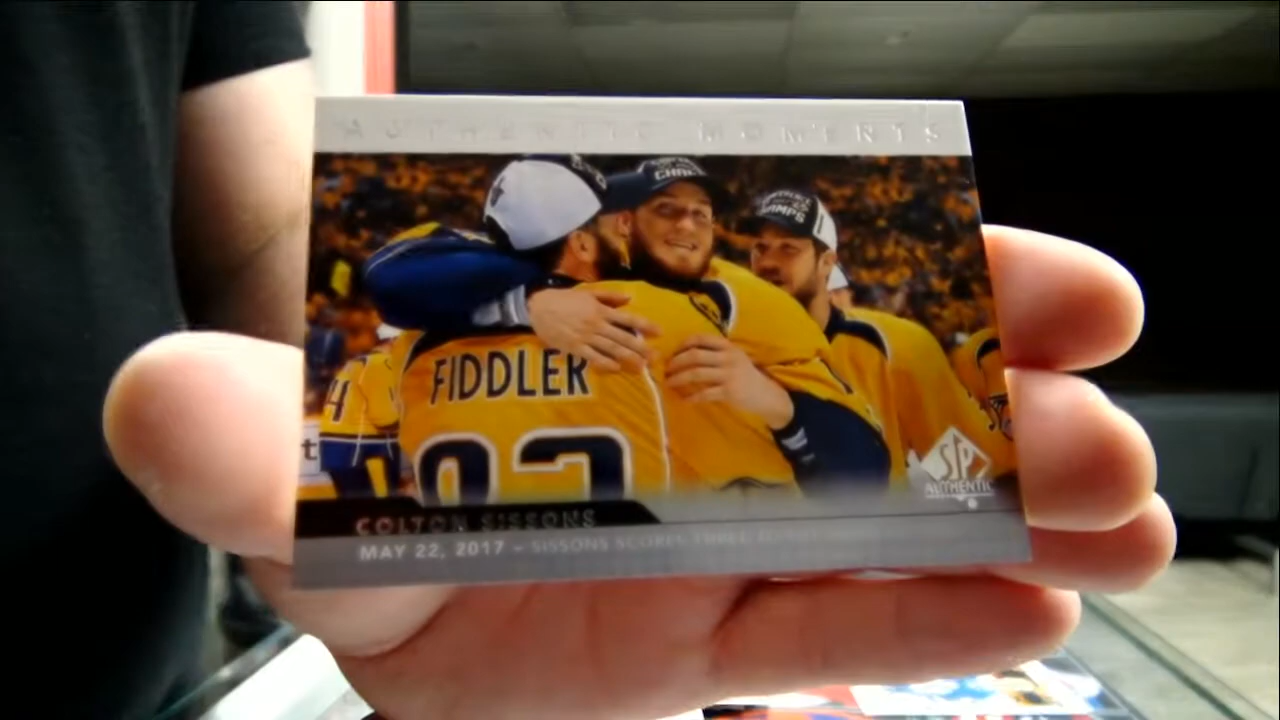 AUTHENTIC MOMENTS
CHAMPS
FIDDLER
SP
AUTHENTIC
COLTON SISSONS
MAY 22, 2017 – SISSONS SCORES THREE